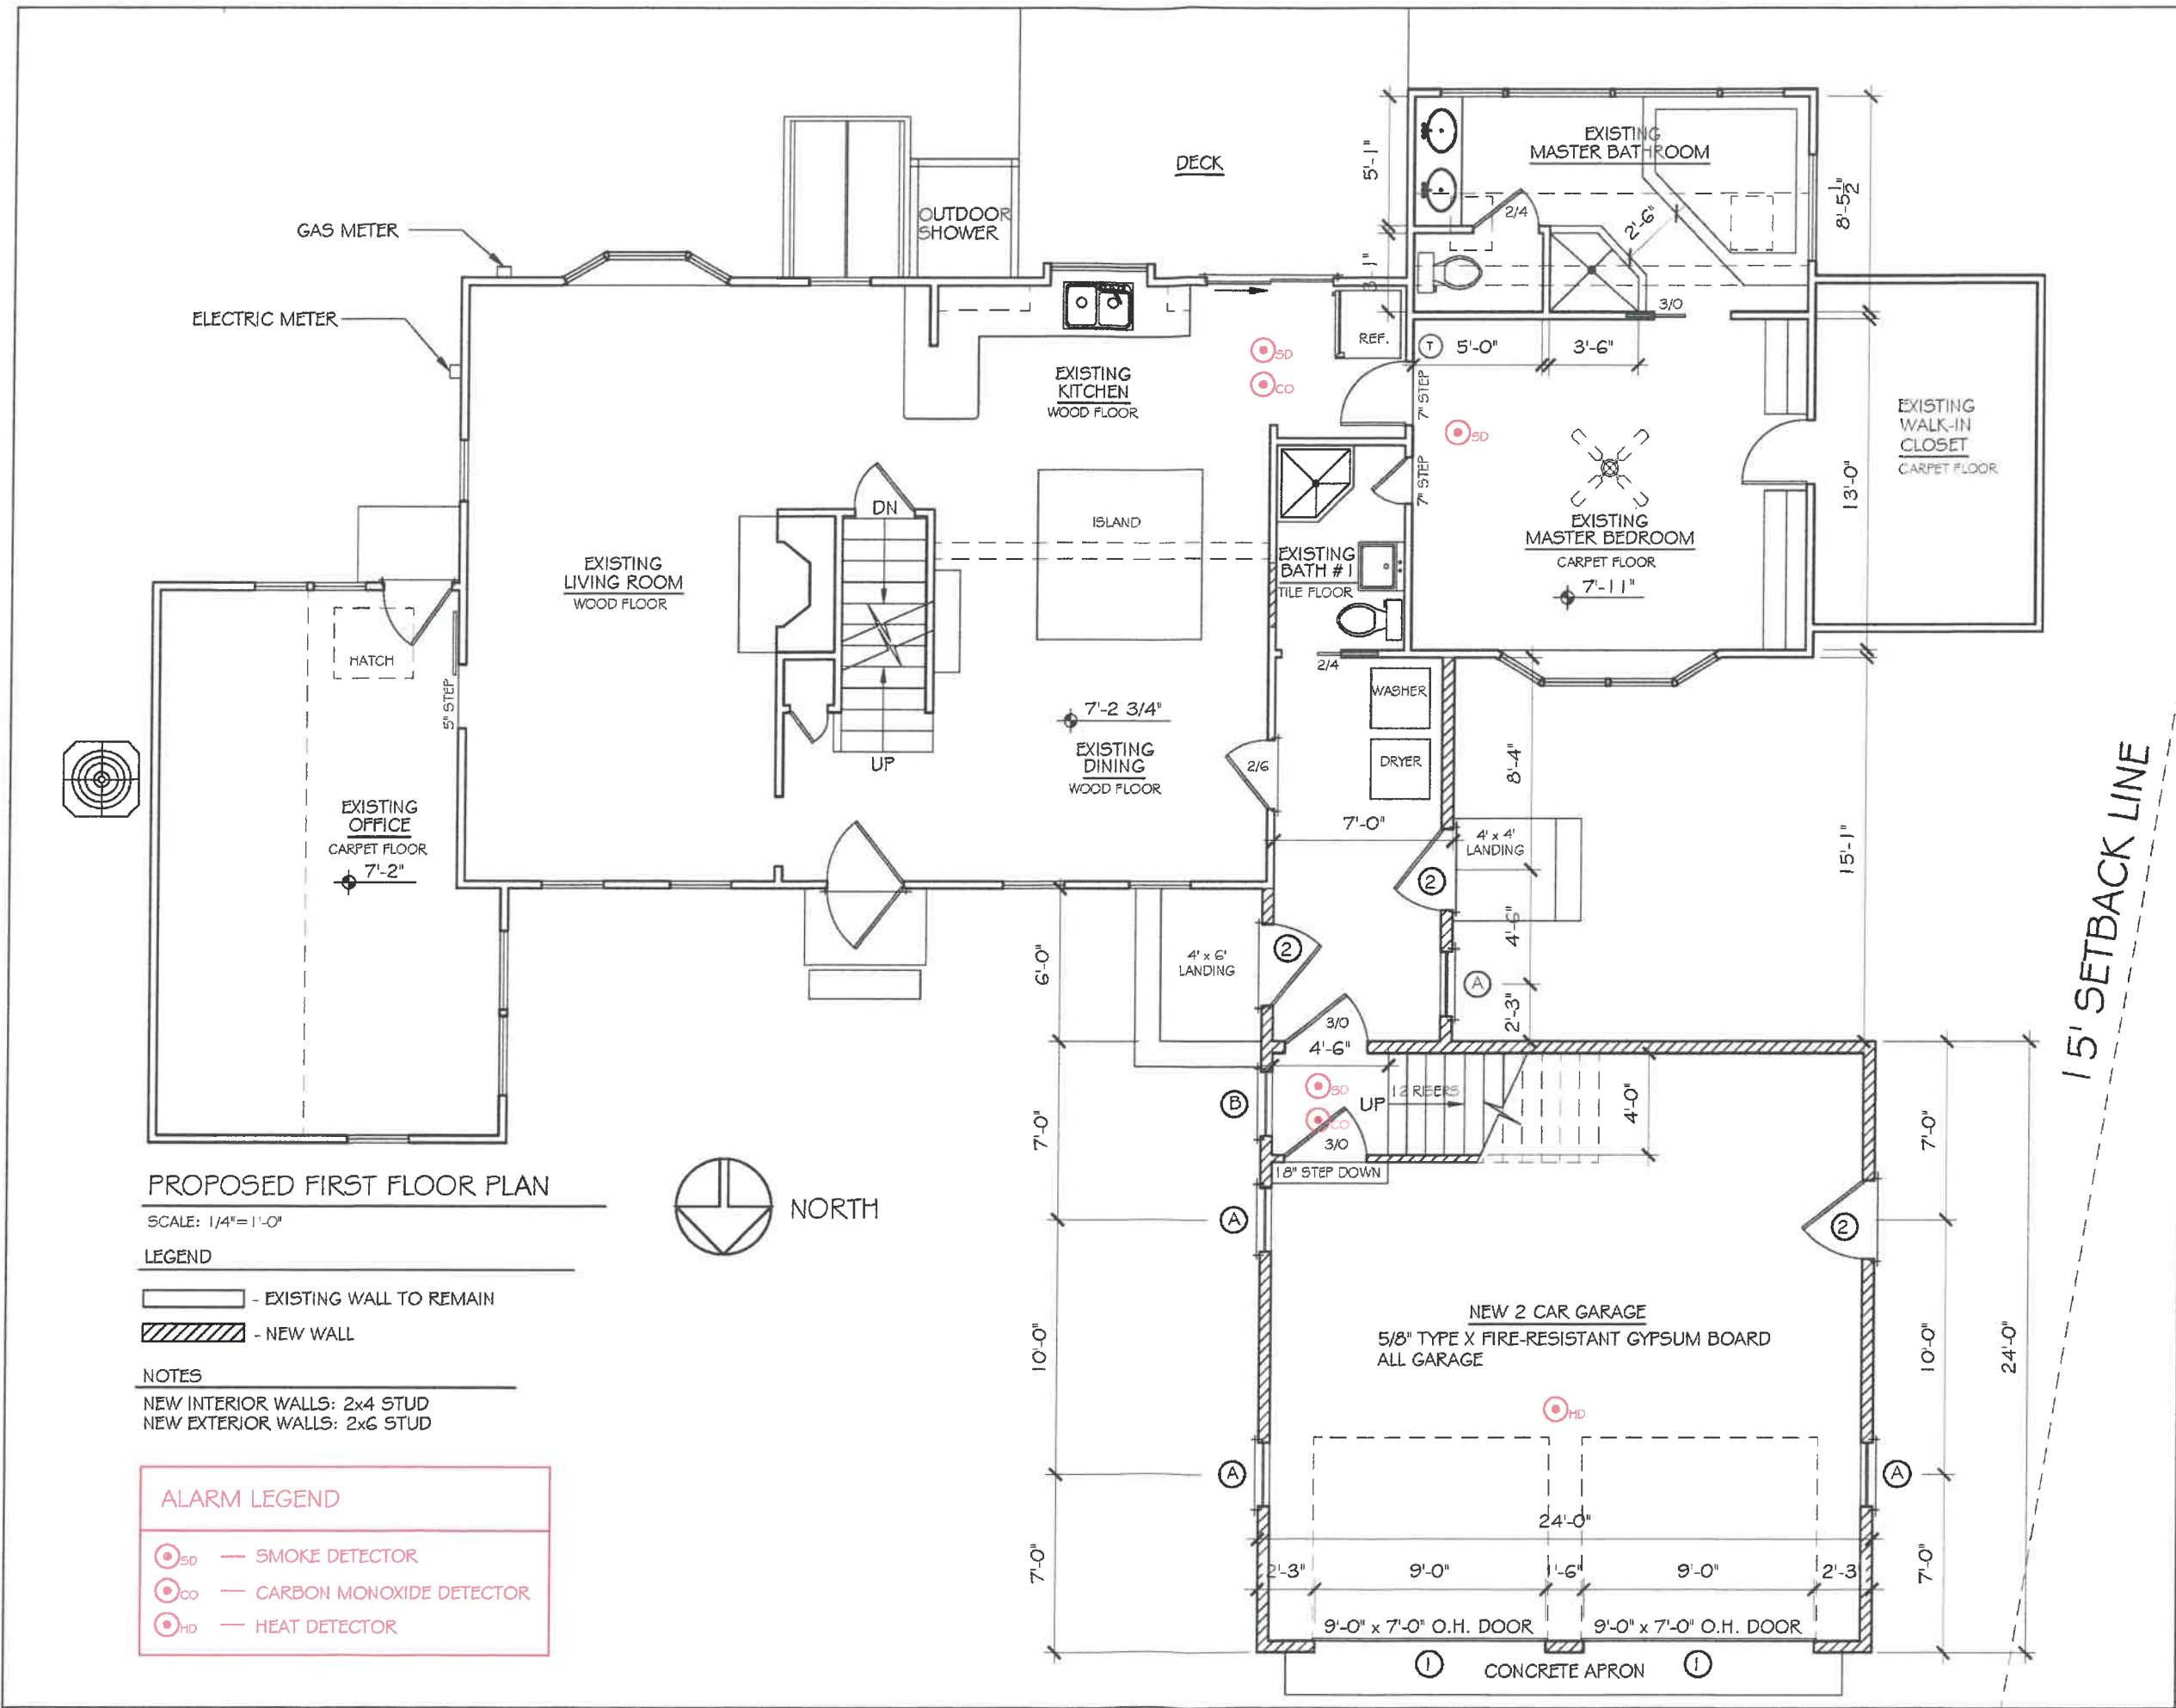 DECK
EXISTING
MASTER BATHROOM
5'-1"
8'-5 1/2"
2/4
2'-6"
OUTDOOR
SHOWER
GAS METER
3'-1"
3/0
ELECTRIC METER
REF.
T
5'-0"
3'-6"
SD
CO
EXISTING
KITCHEN
WOOD FLOOR
7" STEP
SD
EXISTING
WALK-IN
CLOSET
CARPET FLOOR
7" STEP
13'-0"
DN
ISLAND
EXISTING
MASTER BEDROOM
CARPET FLOOR
7'-11"
EXISTING
LIVING ROOM
WOOD FLOOR
EXISTING
BATH #1
TILE FLOOR
HATCH
2/4
5" STEP
WASHER
7'-2 3/4"
EXISTING
DINING
WOOD FLOOR
UP
2/6
DRYER
8'-4"
15' SETBACK LINE
EXISTING
OFFICE
CARPET FLOOR
7'-2"
7'-0"
4' x 4'
LANDING
15'-1"
2
4'-6"
6'-0"
4' x 6'
LANDING
2
A
2'-3"
3/0
4'-6"
SD
CO
UP
12 RISERS
4'-0"
B
7'-0"
7'-0"
3/0
18" STEP DOWN
A
2
PROPOSED FIRST FLOOR PLAN
SCALE: 1/4"=1'-0"
NORTH
LEGEND
- EXISTING WALL TO REMAIN
- NEW WALL
NOTES
NEW INTERIOR WALLS: 2x4 STUD
NEW EXTERIOR WALLS: 2x6 STUD
NEW 2 CAR GARAGE
5/8" TYPE X FIRE-RESISTANT GYPSUM BOARD
ALL GARAGE
10'-0"
10'-0"
24'-0"
HD
A
A
ALARM LEGEND
SD — SMOKE DETECTOR
CO — CARBON MONOXIDE DETECTOR
HD — HEAT DETECTOR
24'-0"
7'-0"
2'-3"
9'-0"
1'-6"
9'-0"
2'-3
7'-0"
9'-0" x 7'-0" O.H. DOOR
9'-0" x 7'-0" O.H. DOOR
1
CONCRETE APRON
1